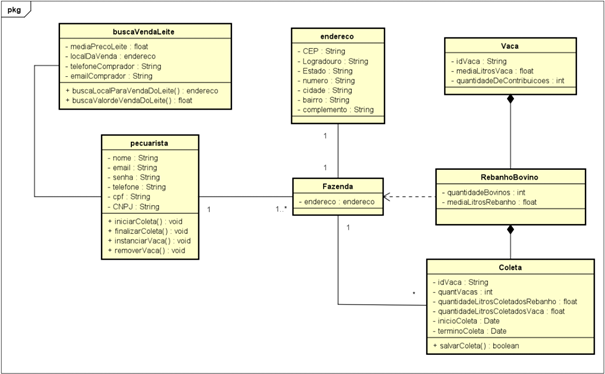 pkg
buscaVendaLeite
- mediaPrecoLeite : float
- localDaVenda : endereco
- telefoneComprador : String
- emailComprador : String
+ buscaLocalParaVendaDoLeite() : endereco
+ buscaValordeVendaDoLeite() : float
endereco
- CEP : String
- Logradouro : String
- Estado : String
- numero : String
- cidade : String
- bairro : String
- complemento : String
Vaca
- idVaca : String
- mediaLitrosVaca : float
- quantidadeDeContribuicoes : int
pecuarista
- nome : String
- email : String
- senha : String
- telefone : String
- cpf : String
- CNPJ : String
+ iniciarColeta() : void
+ finalizarColeta() : void
+ instanciarVaca() : void
+ removerVaca() : void
1
1
1
1..*
Fazenda
- endereco : endereco
1
*
RebanhoBovino
- quantidadeBovinos : int
- mediaLitrosRebanho : float
Coleta
- idVaca : String
- quantVacas : int
- quantidadeLitrosColetadosRebanho : float
- quantidadeLitrosColetadosVaca : float
- inicioColeta : Date
- terminoColeta : Date
+ salvarColeta() : boolean